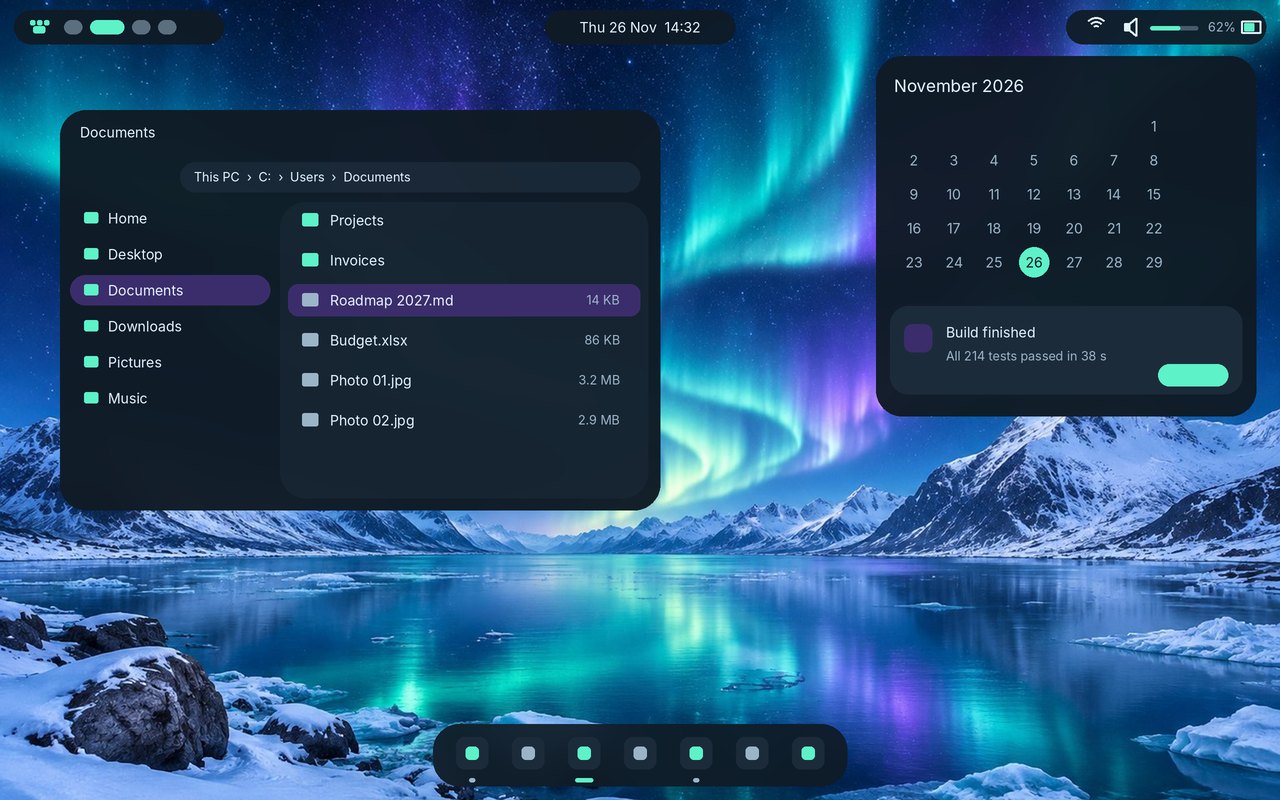 Thu 26 Nov 14:32
62%
Documents
This PC › C: › Users › Documents
Home
Desktop
Documents
Downloads
Pictures
Music
Projects
Invoices
Roadmap 2027.md 14 KB
Budget.xlsx 86 KB
Photo 01.jpg 3.2 MB
Photo 02.jpg 2.9 MB
November 2026
1
2 3 4 5 6 7 8
9 10 11 12 13 14 15
16 17 18 19 20 21 22
23 24 25 26 27 28 29
Build finished
All 214 tests passed in 38 s